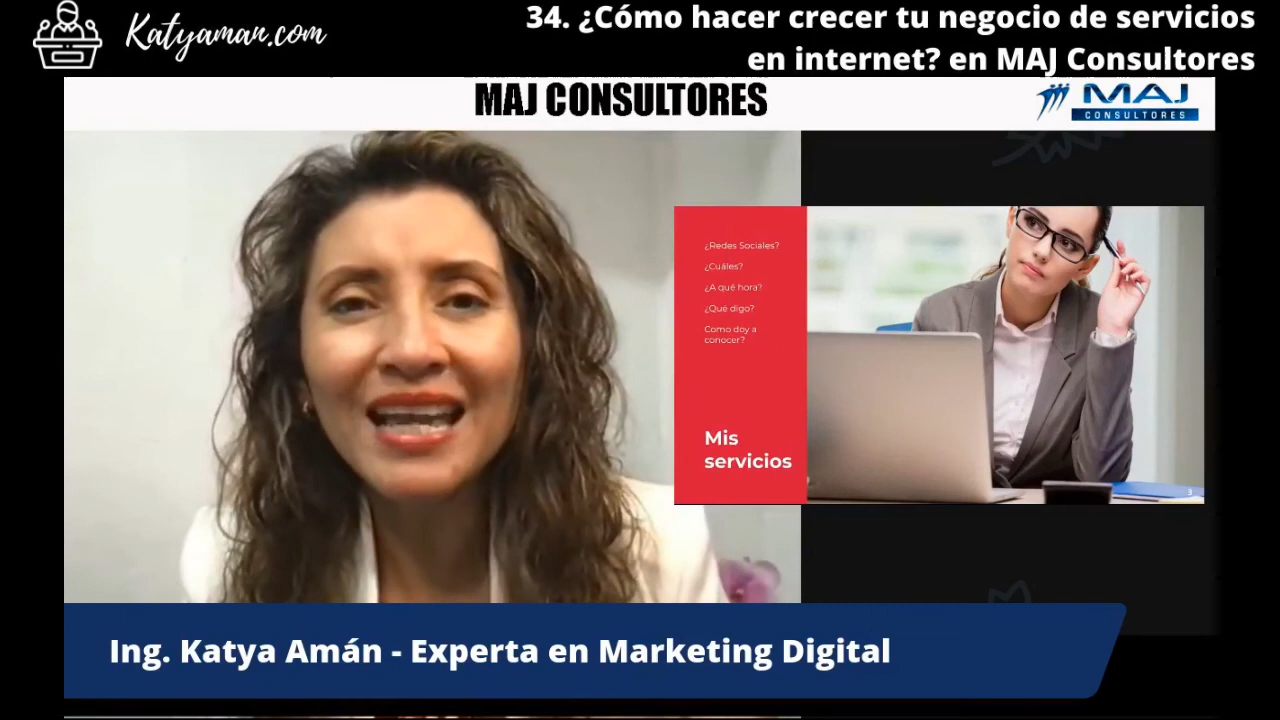 Katyaman.com
34. ¿Cómo hacer crecer tu negocio de servicios
en internet? en MAJ Consultores
MAJ CONSULTORES
MAJ
CONSULTORES
¿Redes Sociales?
¿Cuáles?
¿A qué hora?
¿Qué digo?
Como doy a
conocer?
Mis
servicios
3
Ing. Katya Amán - Experta en Marketing Digital